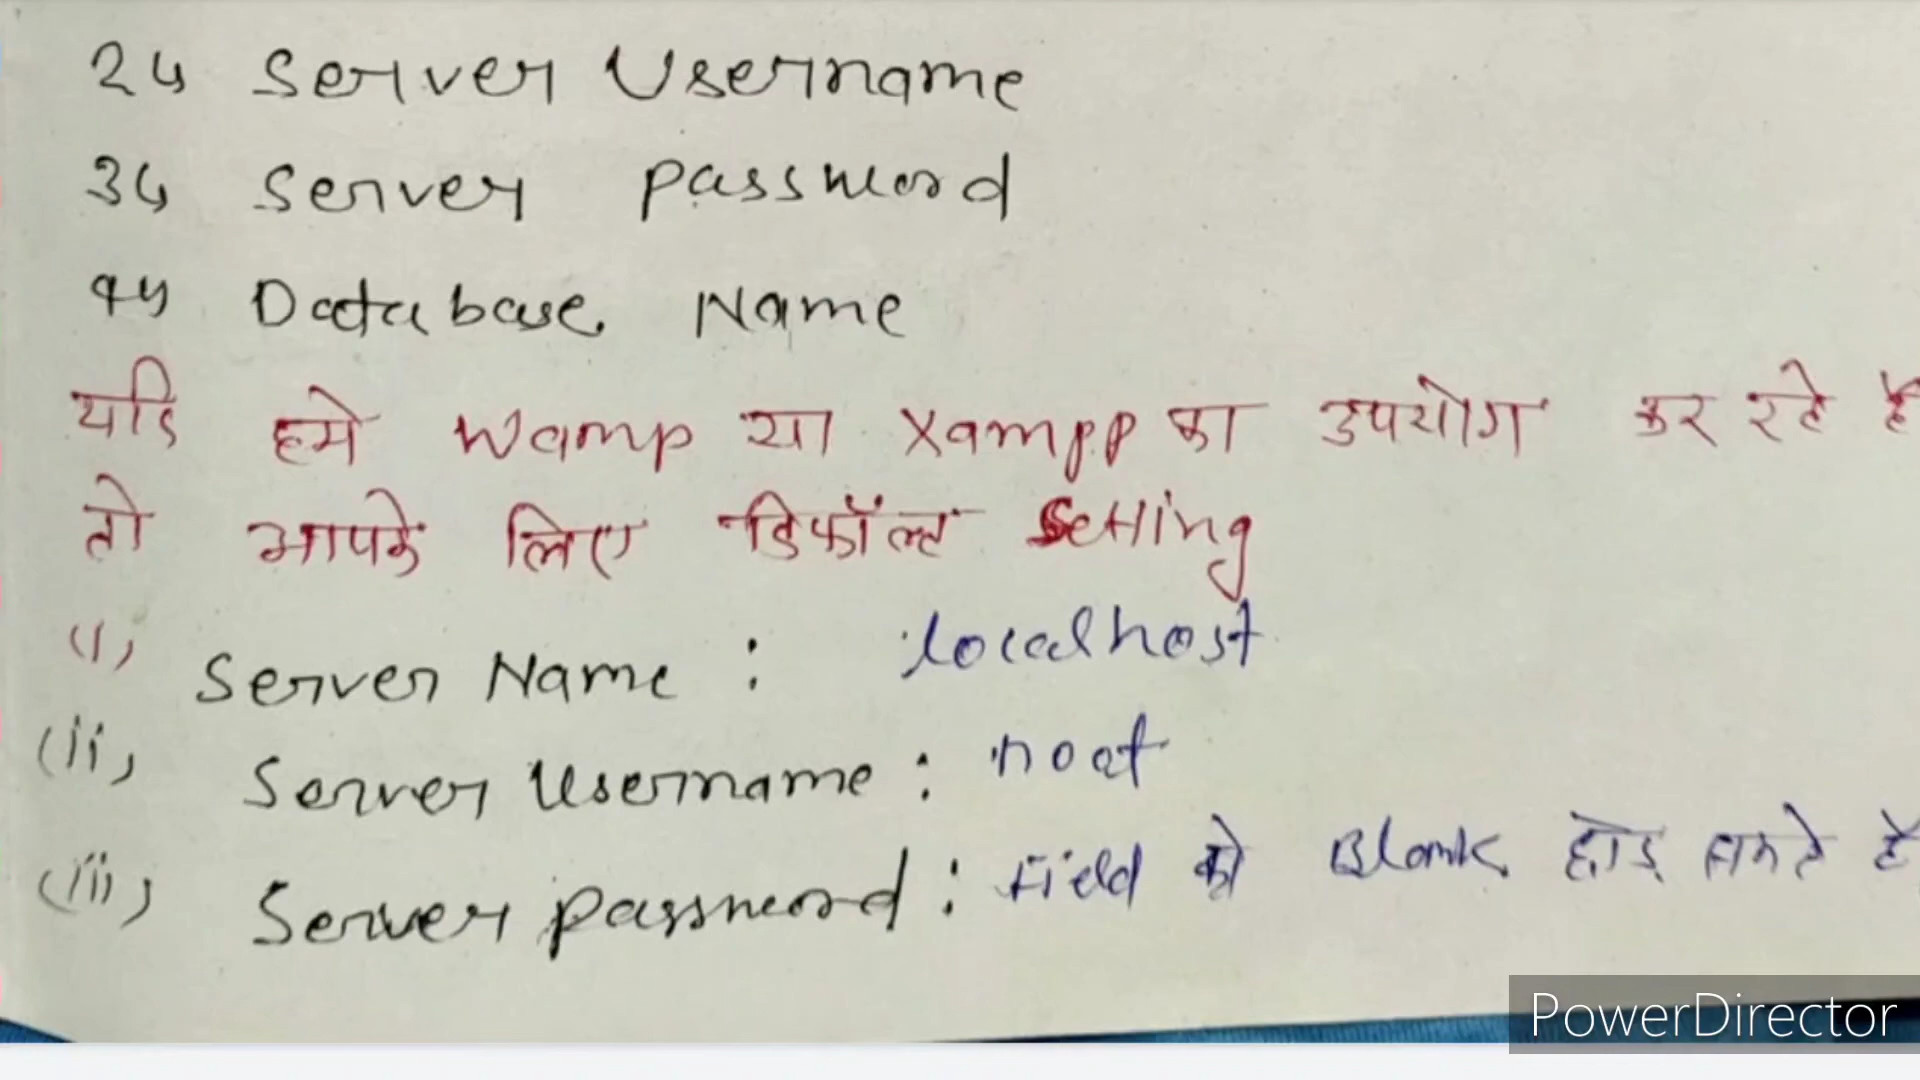 2) Server Username
3) Server password
4) Database Name
यदि हमे Wamp या Xampp का उपयोग कर रहे है
तो आपके लिए डिफॉल्ट Setting
(i) Server Name : localhost
(ii) Server Username : root
(iii) Server password : Field को Blank छोड़ सकते है
PowerDirector